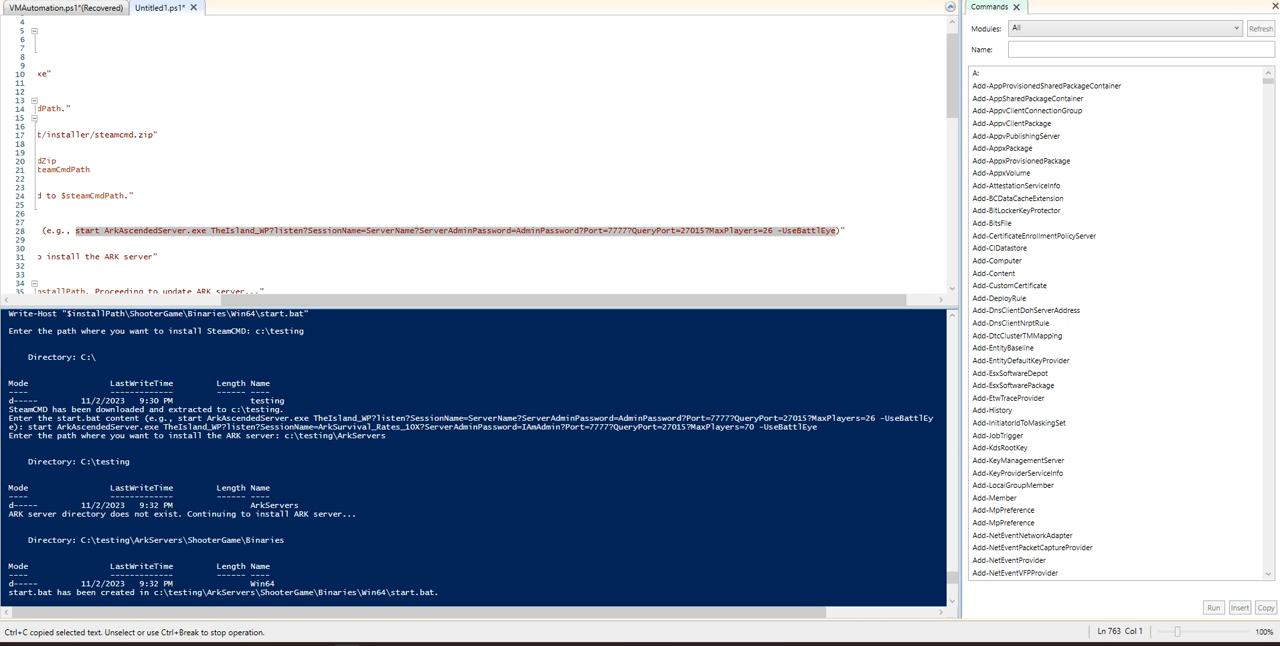 VMAutomation.ps1*(Recovered)
Untitled1.ps1*
4
5
6
7
8
9
10 xe"
11
12
13
14 dPath."
15
16
17 t/installer/steamcmd.zip"
18
19
20 dZip
21 teamCmdPath
22
23
24 d to $steamCmdPath."
25
26
27
28 (e.g., start ArkAscendedServer.exe TheIsland_WP?listen?SessionName=ServerName?ServerAdminPassword=AdminPassword?Port=7777?QueryPort=27015?MaxPlayers=26 -UseBattlEye)"
29
30
31 o install the ARK server"
32
33
34
35 nstallPath. Proceeding to update ARK server..."
Write-Host "$installPath\ShooterGame\Binaries\Win64\start.bat"
Enter the path where you want to install SteamCMD: c:\testing
Directory: C:\
Mode LastWriteTime Length Name
---- ------------- ------ ----
d----- 11/2/2023 9:30 PM testing
SteamCMD has been downloaded and extracted to c:\testing.
Enter the start.bat content (e.g., start ArkAscendedServer.exe TheIsland_WP?listen?SessionName=ServerName?ServerAdminPassword=AdminPassword?Port=7777?QueryPort=27015?MaxPlayers=26 -UseBattlEy
e): start ArkAscendedServer.exe TheIsland_WP?listen?SessionName=ArkSurvival_Rates_10X?ServerAdminPassword=IAmAdmin?Port=7777?QueryPort=27015?MaxPlayers=70 -UseBattlEye
Enter the path where you want to install the ARK server: c:\testing\ArkServers
Directory: C:\testing
Mode LastWriteTime Length Name
---- ------------- ------ ----
d----- 11/2/2023 9:32 PM ArkServers
ARK server directory does not exist. Continuing to install ARK server...
Directory: C:\testing\ArkServers\ShooterGame\Binaries
Mode LastWriteTime Length Name
---- ------------- ------ ----
d----- 11/2/2023 9:32 PM Win64
start.bat has been created in c:\testing\ArkServers\ShooterGame\Binaries\Win64\start.bat.
Commands
Modules: All Refresh
Name:
A:
Add-AppProvisionedSharedPackageContainer
Add-AppSharedPackageContainer
Add-AppvClientConnectionGroup
Add-AppvClientPackage
Add-AppvPublishingServer
Add-AppxPackage
Add-AppxProvisionedPackage
Add-AppxVolume
Add-AttestationServiceInfo
Add-BCDataCacheExtension
Add-BitLockerKeyProtector
Add-BitsFile
Add-CertificateEnrollmentPolicyServer
Add-CIDatastore
Add-Computer
Add-Content
Add-CustomCertificate
Add-DeployRule
Add-DnsClientDohServerAddress
Add-DnsClientNrptRule
Add-DtcClusterTMMapping
Add-EntityBaseline
Add-EntityDefaultKeyProvider
Add-EsxSoftwareDepot
Add-EsxSoftwarePackage
Add-EtwTraceProvider
Add-History
Add-InitiatorIdToMaskingSet
Add-JobTrigger
Add-KdsRootKey
Add-KeyManagementServer
Add-KeyProviderServiceInfo
Add-LocalGroupMember
Add-Member
Add-MpPreference
Add-MpPreference
Add-NetEventNetworkAdapter
Add-NetEventPacketCaptureProvider
Add-NetEventProvider
Add-NetEventVFPProvider
Run Insert Copy
Ctrl+C copied selected text. Unselect or use Ctrl+Break to stop operation.
Ln 763 Col 1 100%